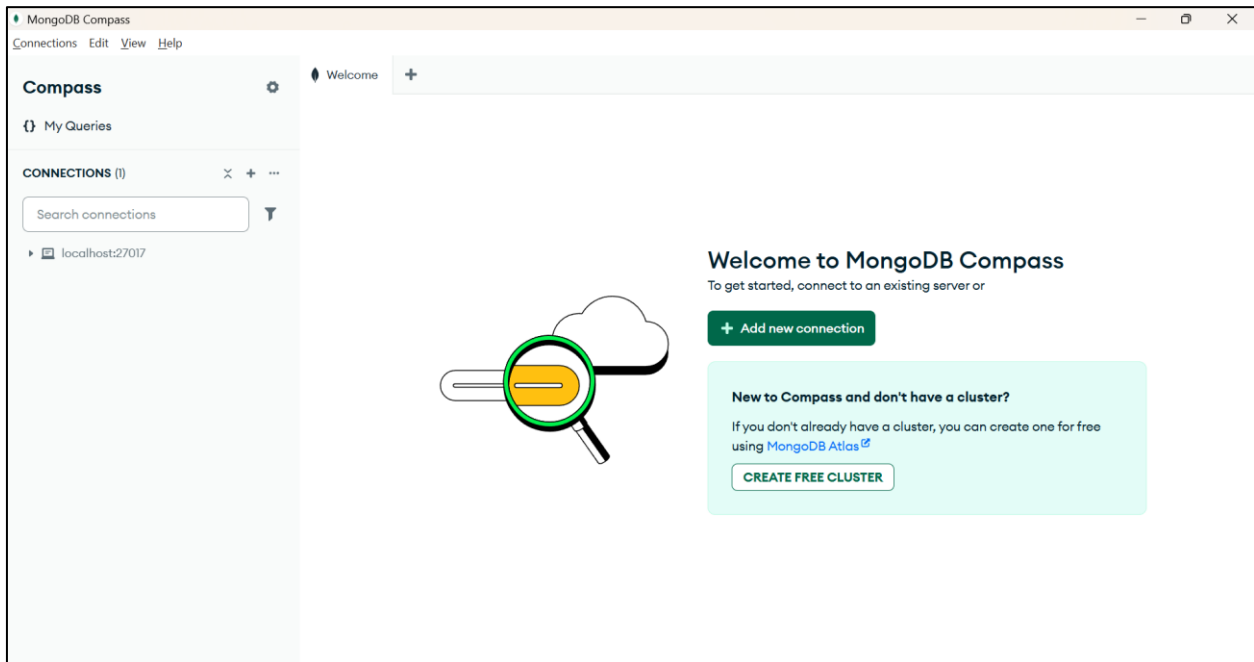 MongoDB Compass
Connections Edit View Help
Compass
{} My Queries
CONNECTIONS (1)
Search connections
localhost:27017
Welcome
Welcome to MongoDB Compass
To get started, connect to an existing server or
+ Add new connection
New to Compass and don't have a cluster?
If you don't already have a cluster, you can create one for free
using MongoDB Atlas
CREATE FREE CLUSTER